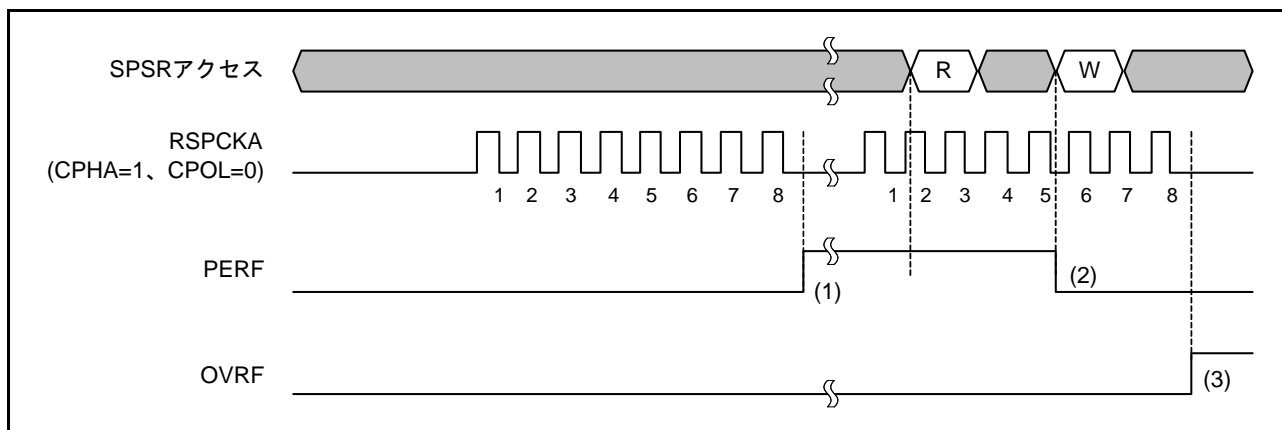 SPSRアクセス
R
W
RSPCKA
(CPHA=1、CPOL=0)
1 2 3 4 5 6 7 8 1 2 3 4 5 6 7 8
PERF
(1)
(2)
OVRF
(3)